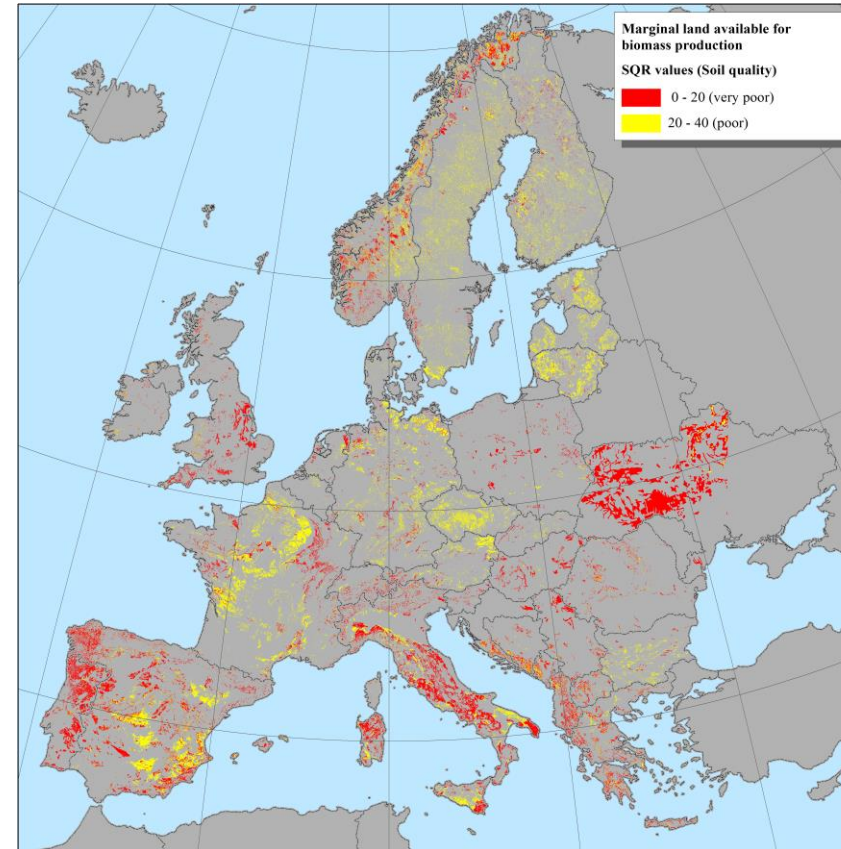 Marginal land available for
biomass production
SQR values (Soil quality)
0 - 20 (very poor)
20 - 40 (poor)